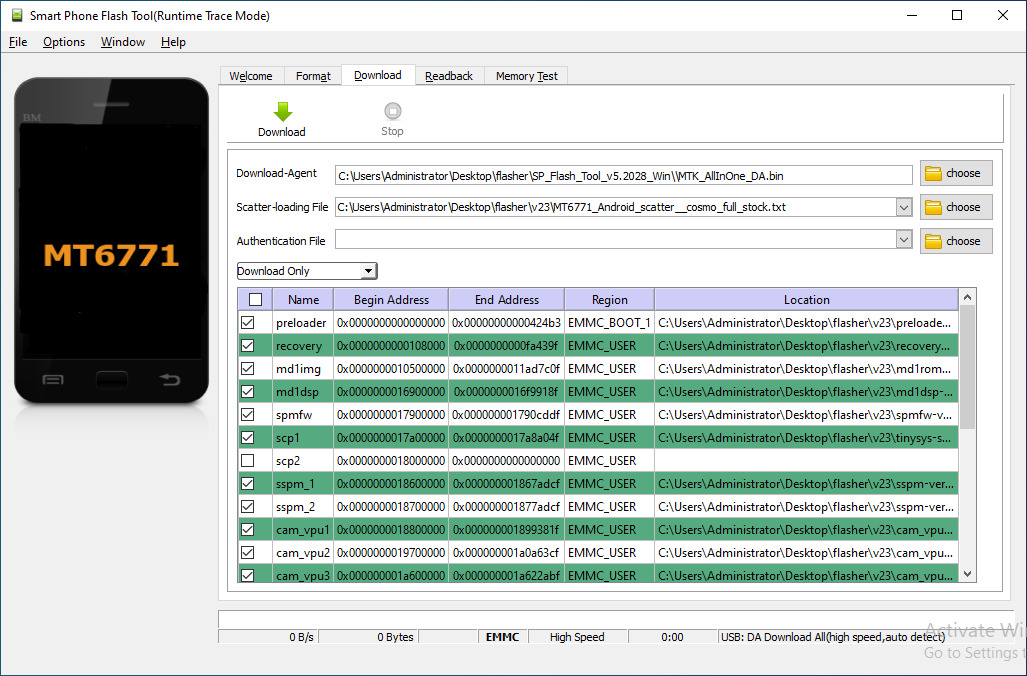 Smart Phone Flash Tool(Runtime Trace Mode)
File Options Window Help
Welcome Format Download Readback Memory Test
BM
MT6771
Download Stop
Download-Agent C:\Users\Administrator\Desktop\flasher\SP_Flash_Tool_v5.2028_Win\\MTK_AllInOne_DA.bin choose
Scatter-loading File C:\Users\Administrator\Desktop\flasher\v23\MT6771_Android_scatter__cosmo_full_stock.txt choose
Authentication File choose
Download Only
Name Begin Address End Address Region Location
preloader 0x0000000000000000 0x00000000000424b3 EMMC_BOOT_1 C:\Users\Administrator\Desktop\flasher\v23\preloade...
recovery 0x0000000000108000 0x0000000000fa439f EMMC_USER C:\Users\Administrator\Desktop\flasher\v23\recovery...
md1img 0x0000000010500000 0x0000000011ad7c0f EMMC_USER C:\Users\Administrator\Desktop\flasher\v23\md1rom...
md1dsp 0x0000000016900000 0x0000000016f9918f EMMC_USER C:\Users\Administrator\Desktop\flasher\v23\md1dsp-...
spmfw 0x0000000017900000 0x000000001790cddf EMMC_USER C:\Users\Administrator\Desktop\flasher\v23\spmfw-v...
scp1 0x0000000017a00000 0x0000000017a8a04f EMMC_USER C:\Users\Administrator\Desktop\flasher\v23\tinysys-s...
scp2 0x0000000018000000 0x0000000000000000 EMMC_USER
sspm_1 0x0000000018600000 0x000000001867adcf EMMC_USER C:\Users\Administrator\Desktop\flasher\v23\sspm-ver...
sspm_2 0x0000000018700000 0x000000001877adcf EMMC_USER C:\Users\Administrator\Desktop\flasher\v23\sspm-ver...
cam_vpu1 0x0000000018800000 0x000000001899381f EMMC_USER C:\Users\Administrator\Desktop\flasher\v23\cam_vpu...
cam_vpu2 0x0000000019700000 0x000000001a0a63cf EMMC_USER C:\Users\Administrator\Desktop\flasher\v23\cam_vpu...
cam_vpu3 0x000000001a600000 0x000000001a622abf EMMC_USER C:\Users\Administrator\Desktop\flasher\v23\cam_vpu...
0 B/s 0 Bytes EMMC High Speed 0:00 USB: DA Download All(high speed,auto detect)
Activate Wi
Go to Settings t